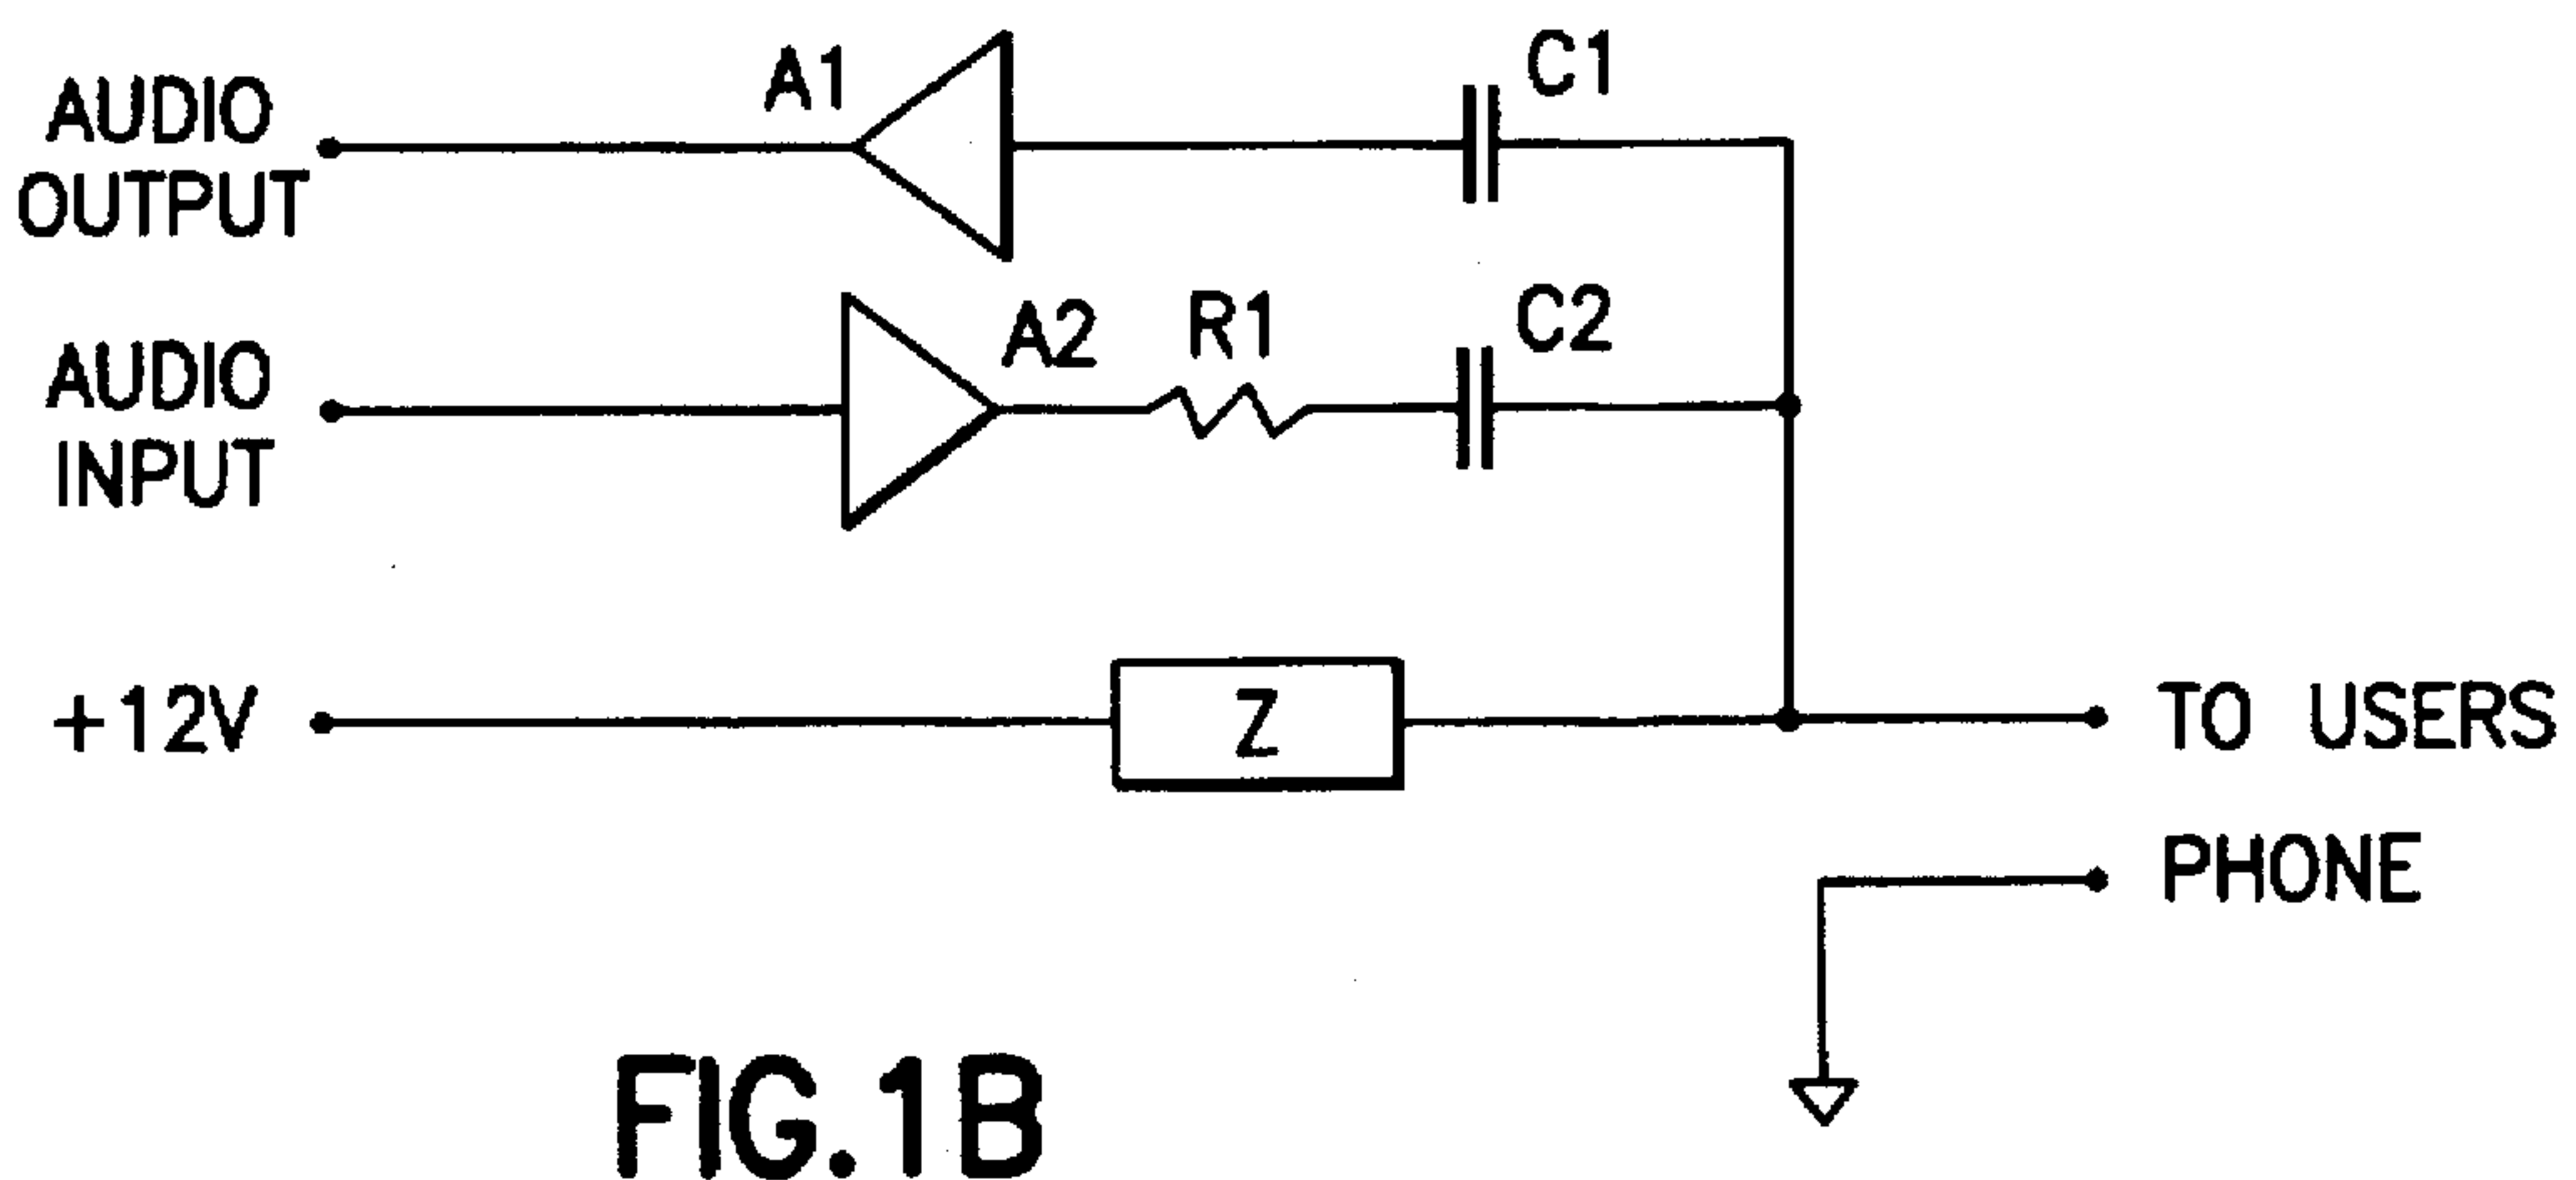 A1
C1
AUDIO
OUTPUT
A2
R1
C2
AUDIO
INPUT
+12V
Z
TO USERS
PHONE
FIG.1B